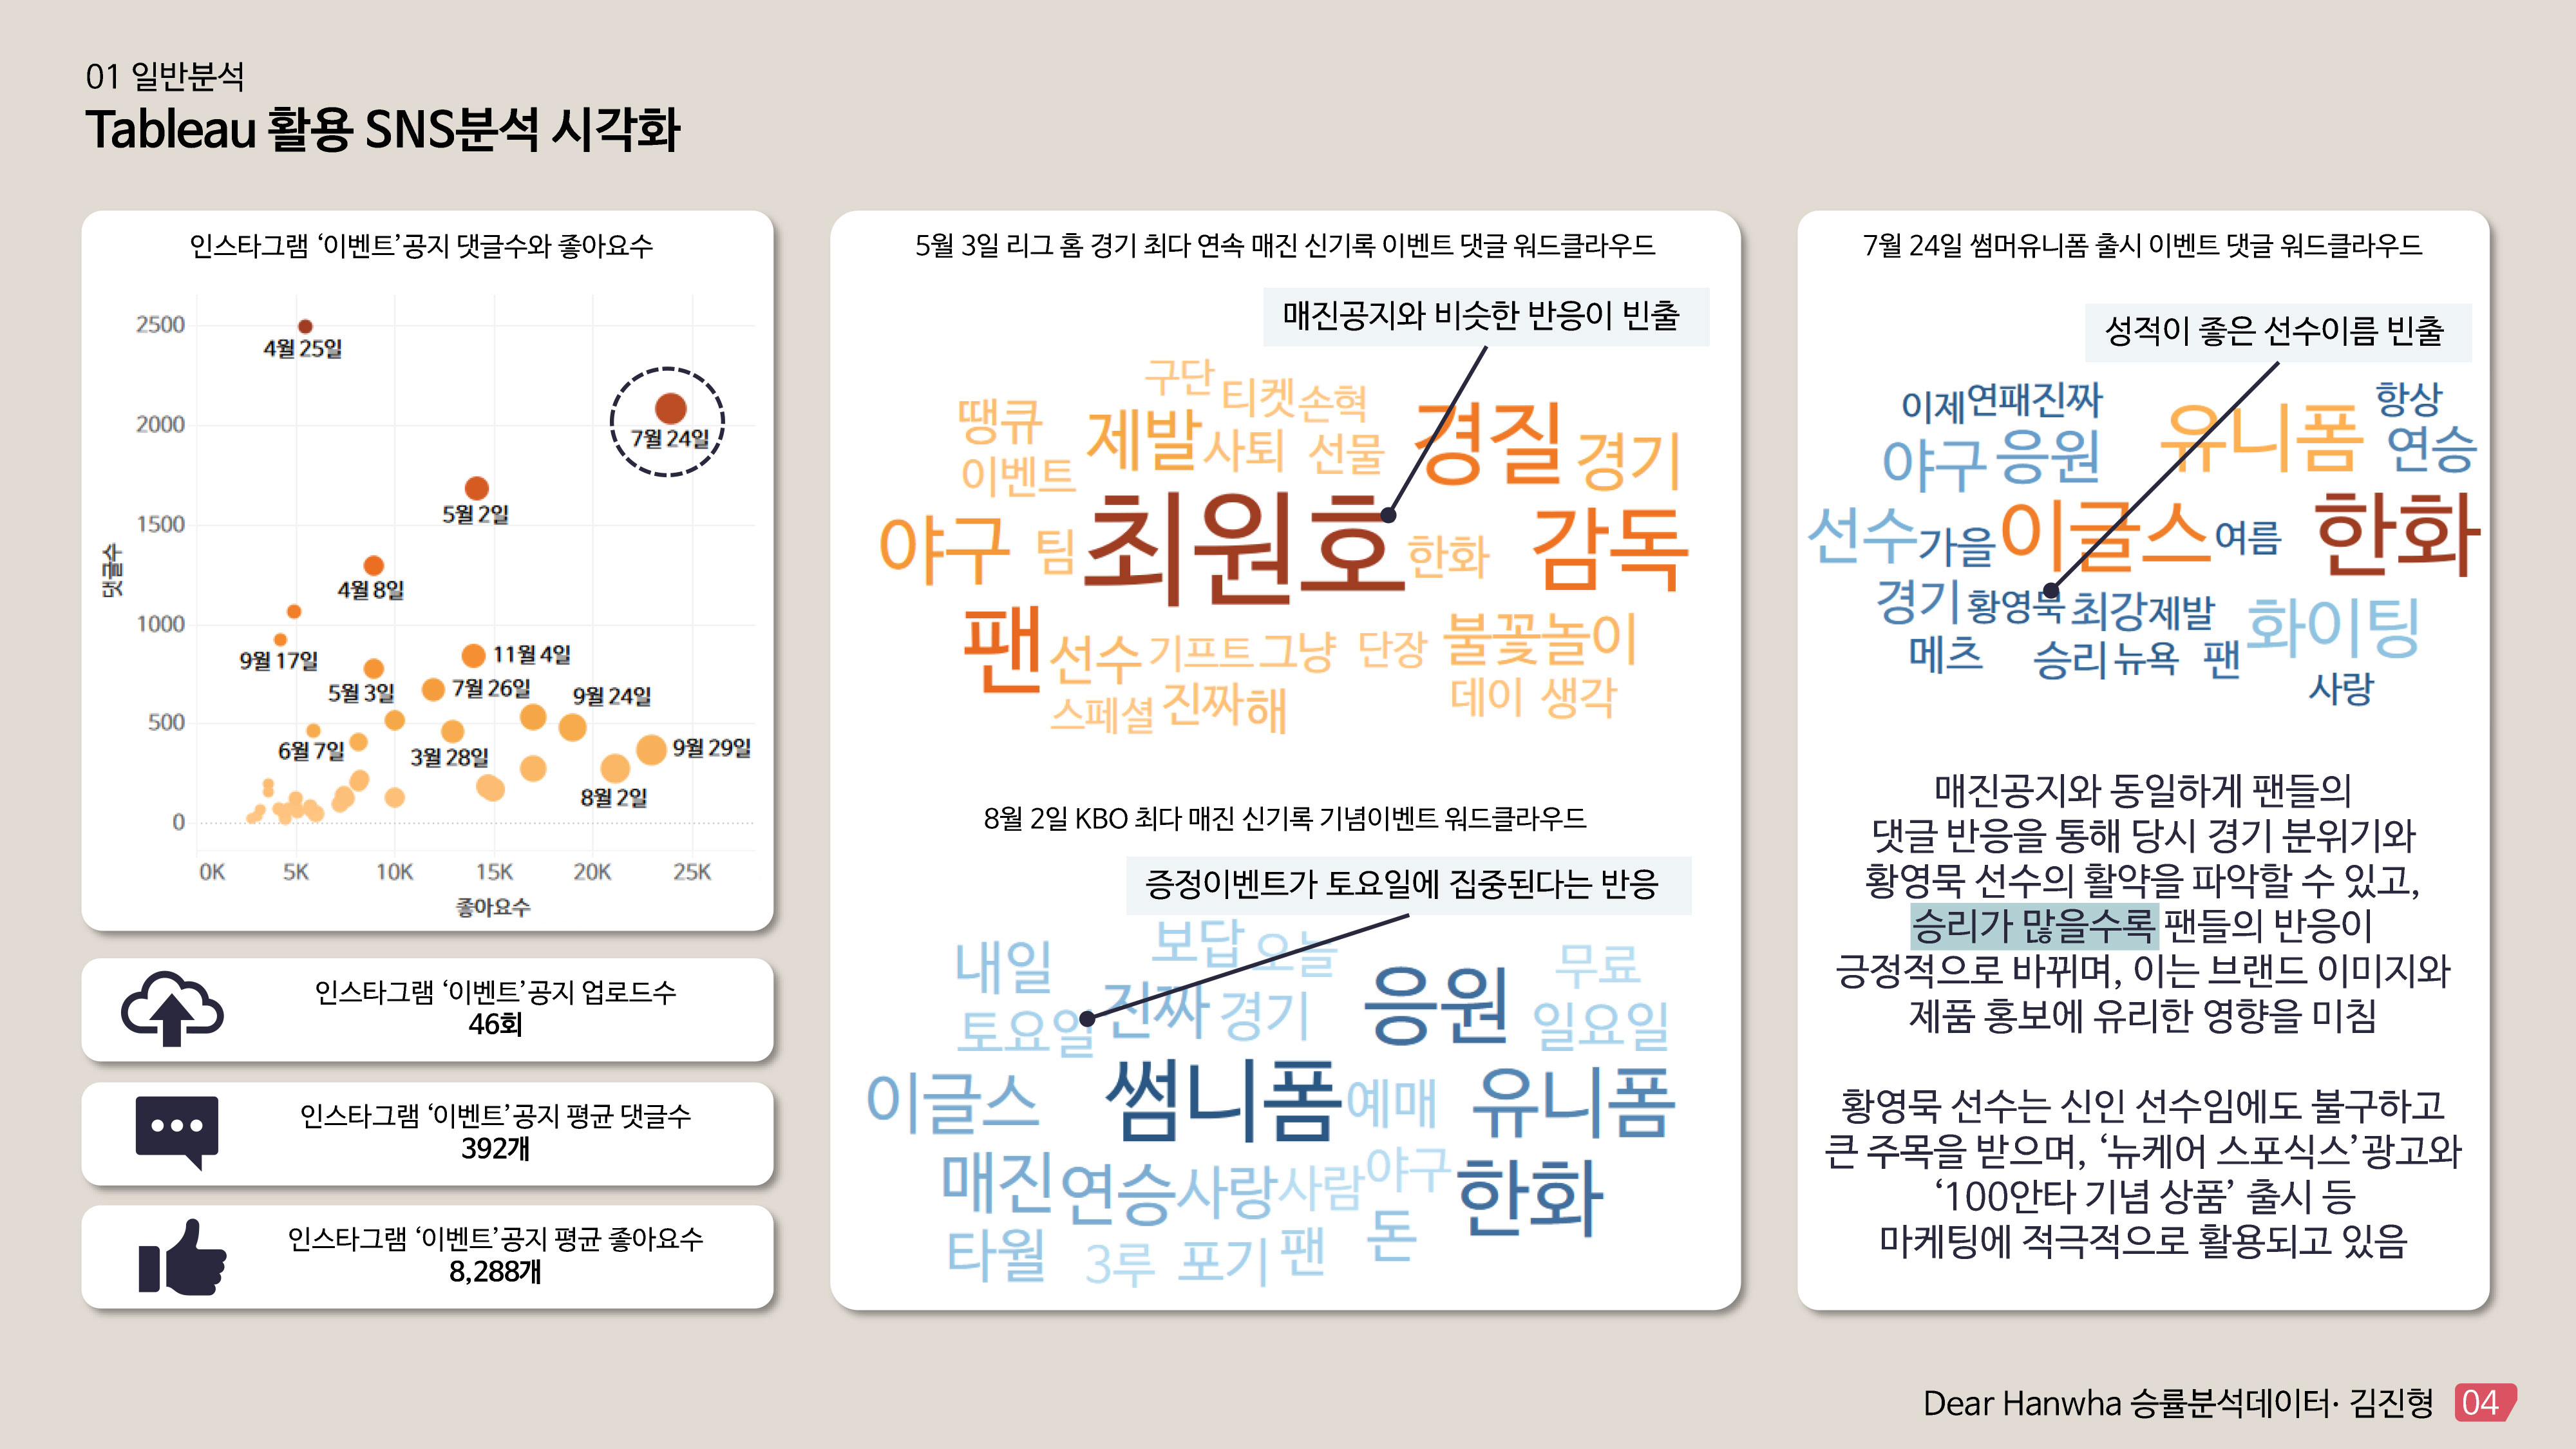 01 일반분석
Tableau 활용 SNS분석 시각화
인스타그램 ‘이벤트’공지 댓글수와 좋아요수
2500
4월 25일
2000
7월 24일
5월 2일
1500
4월 8일
댓글수
1000
9월 17일
11월 4일
5월 3일
7월 26일
9월 24일
500
6월 7일
3월 28일
9월 29일
8월 2일
0
0K 5K 10K 15K 20K 25K
좋아요수
인스타그램 ‘이벤트’공지 업로드수
46회
인스타그램 ‘이벤트’공지 평균 댓글수
392개
인스타그램 ‘이벤트’공지 평균 좋아요수
8,288개
5월 3일 리그 홈 경기 최다 연속 매진 신기록 이벤트 댓글 워드클라우드
매진공지와 비슷한 반응이 빈출
구단 티켓 손혁
땡큐 제발 사퇴 선물 경질 경기
이벤트
야구 팀 최원호 한화 감독
팬 선수 기프트 그냥 단장 불꽃놀이
스페셜 진짜 해 데이 생각
8월 2일 KBO 최다 매진 신기록 기념이벤트 워드클라우드
증정이벤트가 토요일에 집중된다는 반응
내일 보답 오늘 무료
토요일 진짜 경기 응원 일요일
이글스 썸니폼 예매 유니폼
매진 연승 사랑 사람 야구 한화
타월 3루 포기 팬 돈
7월 24일 썸머유니폼 출시 이벤트 댓글 워드클라우드
성적이 좋은 선수이름 빈출
이제 연패 진짜 유니폼 항상
야구 응원 연승
선수 가을 이글스 여름 한화
경기 황영묵 최강 제발 화이팅
메츠 승리 뉴욕 팬
사랑
매진공지와 동일하게 팬들의
댓글 반응을 통해 당시 경기 분위기와
황영묵 선수의 활약을 파악할 수 있고,
승리가 많을수록 팬들의 반응이
긍정적으로 바뀌며, 이는 브랜드 이미지와
제품 홍보에 유리한 영향을 미침
황영묵 선수는 신인 선수임에도 불구하고
큰 주목을 받으며, ‘뉴케어 스포식스’광고와
‘100안타 기념 상품’ 출시 등
마케팅에 적극적으로 활용되고 있음
Dear Hanwha 승률분석데이터· 김진형 04